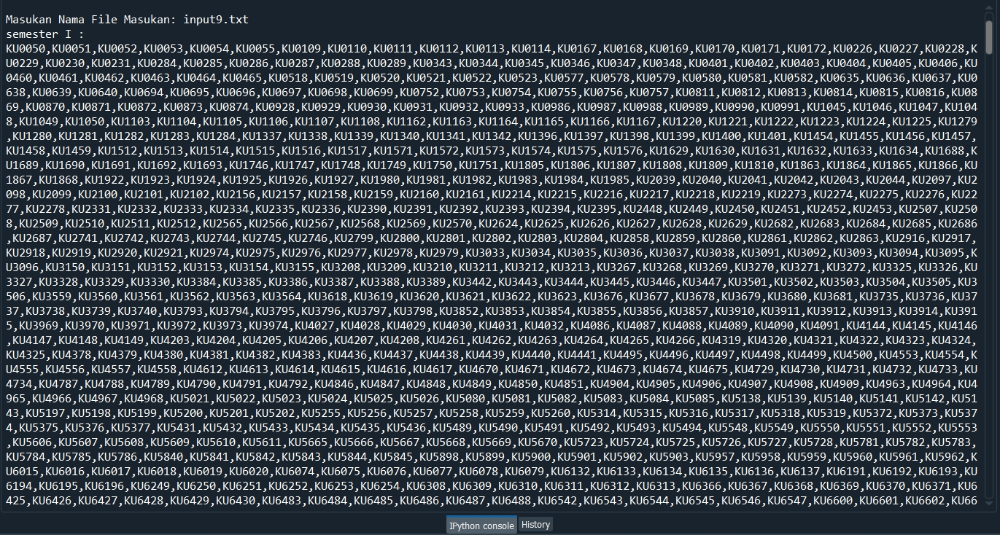 Masukan Nama File Masukan: input9.txt
semester I :
KU0050,KU0051,KU0052,KU0053,KU0054,KU0055,KU0109,KU0110,KU0111,KU0112,KU0113,KU0114,KU0167,KU0168,KU0169,KU0170,KU0171,KU0172,KU0226,KU0227,KU0228,K
U0229,KU0230,KU0231,KU0284,KU0285,KU0286,KU0287,KU0288,KU0289,KU0343,KU0344,KU0345,KU0346,KU0347,KU0348,KU0401,KU0402,KU0403,KU0404,KU0405,KU0406,KU
0460,KU0461,KU0462,KU0463,KU0464,KU0465,KU0518,KU0519,KU0520,KU0521,KU0522,KU0523,KU0577,KU0578,KU0579,KU0580,KU0581,KU0582,KU0635,KU0636,KU0637,KU0
638,KU0639,KU0640,KU0694,KU0695,KU0696,KU0697,KU0698,KU0699,KU0752,KU0753,KU0754,KU0755,KU0756,KU0757,KU0811,KU0812,KU0813,KU0814,KU0815,KU0816,KU08
69,KU0870,KU0871,KU0872,KU0873,KU0874,KU0928,KU0929,KU0930,KU0931,KU0932,KU0933,KU0986,KU0987,KU0988,KU0989,KU0990,KU0991,KU1045,KU1046,KU1047,KU104
8,KU1049,KU1050,KU1103,KU1104,KU1105,KU1106,KU1107,KU1108,KU1162,KU1163,KU1164,KU1165,KU1166,KU1167,KU1220,KU1221,KU1222,KU1223,KU1224,KU1225,KU1279
,KU1280,KU1281,KU1282,KU1283,KU1284,KU1337,KU1338,KU1339,KU1340,KU1341,KU1342,KU1396,KU1397,KU1398,KU1399,KU1400,KU1401,KU1454,KU1455,KU1456,KU1457,
KU1458,KU1459,KU1512,KU1513,KU1514,KU1515,KU1516,KU1517,KU1571,KU1572,KU1573,KU1574,KU1575,KU1576,KU1629,KU1630,KU1631,KU1632,KU1633,KU1634,KU1688,K
U1689,KU1690,KU1691,KU1692,KU1693,KU1746,KU1747,KU1748,KU1749,KU1750,KU1751,KU1805,KU1806,KU1807,KU1808,KU1809,KU1810,KU1863,KU1864,KU1865,KU1866,KU
1867,KU1868,KU1922,KU1923,KU1924,KU1925,KU1926,KU1927,KU1980,KU1981,KU1982,KU1983,KU1984,KU1985,KU2039,KU2040,KU2041,KU2042,KU2043,KU2044,KU2097,KU2
098,KU2099,KU2100,KU2101,KU2102,KU2156,KU2157,KU2158,KU2159,KU2160,KU2161,KU2214,KU2215,KU2216,KU2217,KU2218,KU2219,KU2273,KU2274,KU2275,KU2276,KU22
77,KU2278,KU2331,KU2332,KU2333,KU2334,KU2335,KU2336,KU2390,KU2391,KU2392,KU2393,KU2394,KU2395,KU2448,KU2449,KU2450,KU2451,KU2452,KU2453,KU2507,KU250
8,KU2509,KU2510,KU2511,KU2512,KU2565,KU2566,KU2567,KU2568,KU2569,KU2570,KU2624,KU2625,KU2626,KU2627,KU2628,KU2629,KU2682,KU2683,KU2684,KU2685,KU2686
,KU2687,KU2741,KU2742,KU2743,KU2744,KU2745,KU2746,KU2799,KU2800,KU2801,KU2802,KU2803,KU2804,KU2858,KU2859,KU2860,KU2861,KU2862,KU2863,KU2916,KU2917,
KU2918,KU2919,KU2920,KU2921,KU2974,KU2975,KU2976,KU2977,KU2978,KU2979,KU3033,KU3034,KU3035,KU3036,KU3037,KU3038,KU3091,KU3092,KU3093,KU3094,KU3095,K
U3096,KU3150,KU3151,KU3152,KU3153,KU3154,KU3155,KU3208,KU3209,KU3210,KU3211,KU3212,KU3213,KU3267,KU3268,KU3269,KU3270,KU3271,KU3272,KU3325,KU3326,KU
3327,KU3328,KU3329,KU3330,KU3384,KU3385,KU3386,KU3387,KU3388,KU3389,KU3442,KU3443,KU3444,KU3445,KU3446,KU3447,KU3501,KU3502,KU3503,KU3504,KU3505,KU3
506,KU3559,KU3560,KU3561,KU3562,KU3563,KU3564,KU3618,KU3619,KU3620,KU3621,KU3622,KU3623,KU3676,KU3677,KU3678,KU3679,KU3680,KU3681,KU3735,KU3736,KU37
37,KU3738,KU3739,KU3740,KU3793,KU3794,KU3795,KU3796,KU3797,KU3798,KU3852,KU3853,KU3854,KU3855,KU3856,KU3857,KU3910,KU3911,KU3912,KU3913,KU3914,KU391
5,KU3969,KU3970,KU3971,KU3972,KU3973,KU3974,KU4027,KU4028,KU4029,KU4030,KU4031,KU4032,KU4086,KU4087,KU4088,KU4089,KU4090,KU4091,KU4144,KU4145,KU4146
,KU4147,KU4148,KU4149,KU4203,KU4204,KU4205,KU4206,KU4207,KU4208,KU4261,KU4262,KU4263,KU4264,KU4265,KU4266,KU4319,KU4320,KU4321,KU4322,KU4323,KU4324,
KU4325,KU4378,KU4379,KU4380,KU4381,KU4382,KU4383,KU4436,KU4437,KU4438,KU4439,KU4440,KU4441,KU4495,KU4496,KU4497,KU4498,KU4499,KU4500,KU4553,KU4554,K
U4555,KU4556,KU4557,KU4558,KU4612,KU4613,KU4614,KU4615,KU4616,KU4617,KU4670,KU4671,KU4672,KU4673,KU4674,KU4675,KU4729,KU4730,KU4731,KU4732,KU4733,KU
4734,KU4787,KU4788,KU4789,KU4790,KU4791,KU4792,KU4846,KU4847,KU4848,KU4849,KU4850,KU4851,KU4904,KU4905,KU4906,KU4907,KU4908,KU4909,KU4963,KU4964,KU4
965,KU4966,KU4967,KU4968,KU5021,KU5022,KU5023,KU5024,KU5025,KU5026,KU5080,KU5081,KU5082,KU5083,KU5084,KU5085,KU5138,KU5139,KU5140,KU5141,KU5142,KU51
43,KU5197,KU5198,KU5199,KU5200,KU5201,KU5202,KU5255,KU5256,KU5257,KU5258,KU5259,KU5260,KU5314,KU5315,KU5316,KU5317,KU5318,KU5319,KU5372,KU5373,KU537
4,KU5375,KU5376,KU5377,KU5431,KU5432,KU5433,KU5434,KU5435,KU5436,KU5489,KU5490,KU5491,KU5492,KU5493,KU5494,KU5548,KU5549,KU5550,KU5551,KU5552,KU5553
,KU5606,KU5607,KU5608,KU5609,KU5610,KU5611,KU5665,KU5666,KU5667,KU5668,KU5669,KU5670,KU5723,KU5724,KU5725,KU5726,KU5727,KU5728,KU5781,KU5782,KU5783,
KU5784,KU5785,KU5786,KU5840,KU5841,KU5842,KU5843,KU5844,KU5845,KU5898,KU5899,KU5900,KU5901,KU5902,KU5903,KU5957,KU5958,KU5959,KU5960,KU5961,KU5962,K
U6015,KU6016,KU6017,KU6018,KU6019,KU6020,KU6074,KU6075,KU6076,KU6077,KU6078,KU6079,KU6132,KU6133,KU6134,KU6135,KU6136,KU6137,KU6191,KU6192,KU6193,KU
6194,KU6195,KU6196,KU6249,KU6250,KU6251,KU6252,KU6253,KU6254,KU6308,KU6309,KU6310,KU6311,KU6312,KU6313,KU6366,KU6367,KU6368,KU6369,KU6370,KU6371,KU6
425,KU6426,KU6427,KU6428,KU6429,KU6430,KU6483,KU6484,KU6485,KU6486,KU6487,KU6488,KU6542,KU6543,KU6544,KU6545,KU6546,KU6547,KU6600,KU6601,KU6602,KU66
IPython console
History